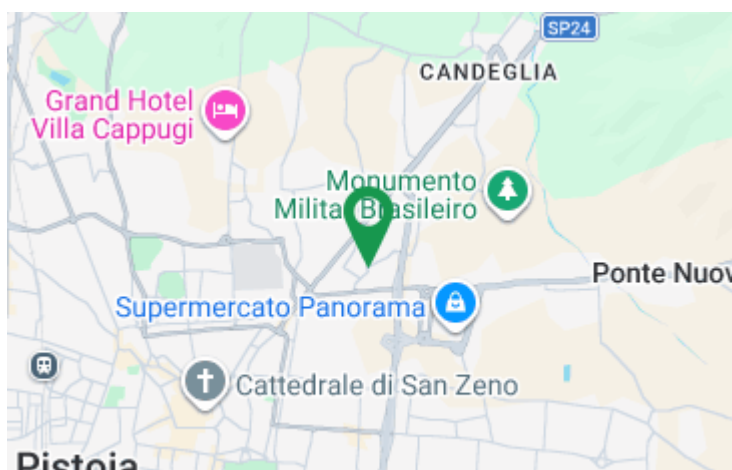 SP24
CANDEGLIA
Grand Hotel
Villa Cappugi
Monumento
Militar Brasileiro
Ponte Nuov
Supermercato Panorama
Cattedrale di San Zeno
Pistoia